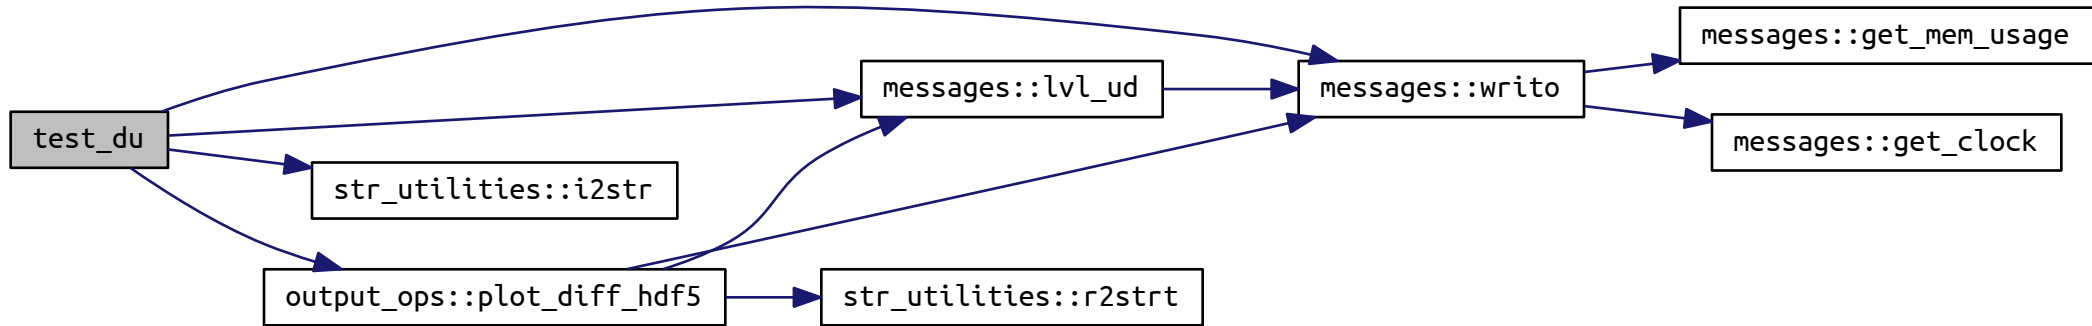 test_du
messages::lvl_ud
str_utilities::i2str
output_ops::plot_diff_hdf5
str_utilities::r2strt
messages::writo
messages::get_mem_usage
messages::get_clock